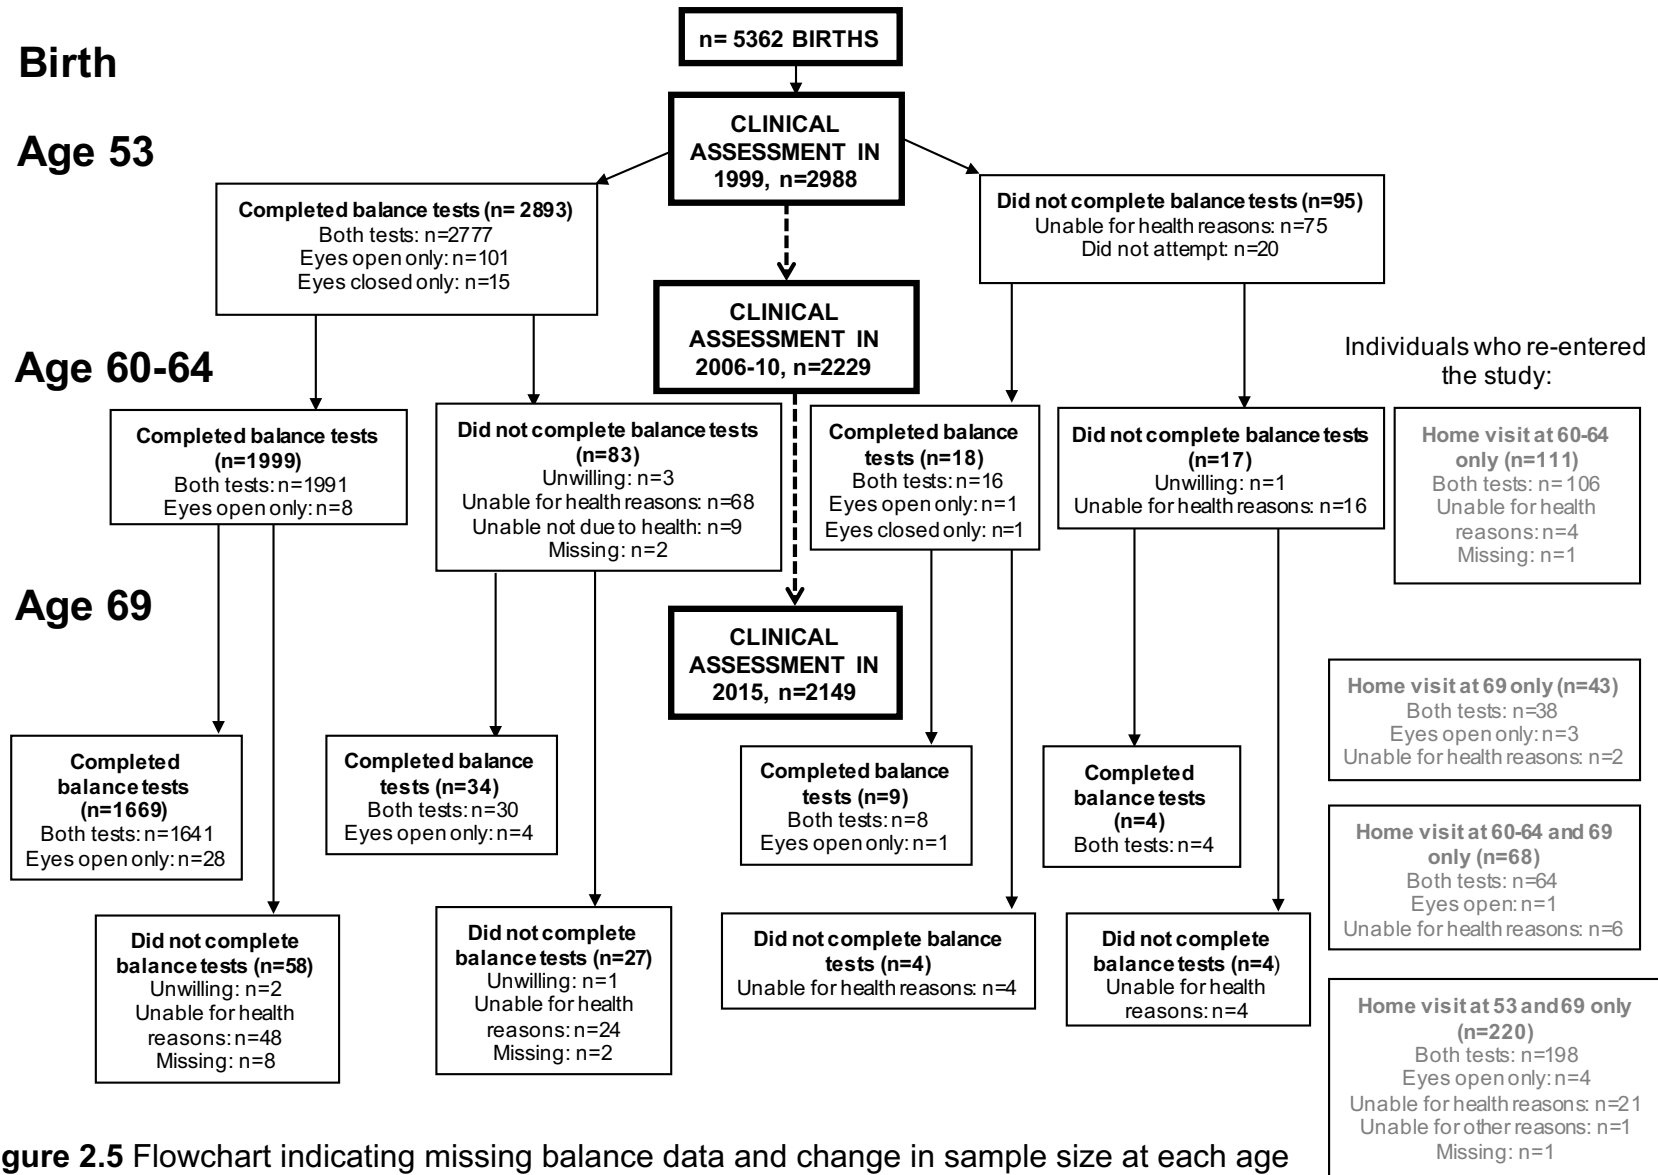 n= 5362 BIRTHS
Birth
Age 53
CLINICAL
ASSESSMENT IN
1999, n=2988
Completed balance tests (n= 2893)
Both tests: n=2777
Eyes open only: n=101
Eyes closed only: n=15
Did not complete balance tests (n=95)
Unable for health reasons: n=75
Did not attempt: n=20
Age 60-64
CLINICAL
ASSESSMENT IN
2006-10, n=2229
Individuals who re-entered
the study:
Completed balance tests
(n=1999)
Both tests: n=1991
Eyes open only: n=8
Did not complete balance tests
(n=83)
Unwilling: n=3
Unable for health reasons: n=68
Unable not due to health: n=9
Missing: n=2
Completed balance
tests (n=18)
Both tests: n=16
Eyes open only: n=1
Eyes closed only: n=1
Did not complete balance tests
(n=17)
Unwilling: n=1
Unable for health reasons: n=16
Home visit at 60-64
only (n=111)
Both tests: n=106
Unable for health
reasons: n=4
Missing: n=1
Age 69
CLINICAL
ASSESSMENT IN
2015, n=2149
Home visit at 69 only (n=43)
Both tests: n=38
Eyes open only: n=3
Unable for health reasons: n=2
Completed
balance tests
(n=1669)
Both tests: n=1641
Eyes open only: n=28
Completed balance
tests (n=34)
Both tests: n=30
Eyes open only: n=4
Completed balance
tests (n=9)
Both tests: n=8
Eyes open only: n=1
Completed
balance tests
(n=4)
Both tests: n=4
Home visit at 60-64 and 69
only (n=68)
Both tests: n=64
Eyes open: n=1
Unable for health reasons: n=6
Did not complete
balance tests (n=58)
Unwilling: n=2
Unable for health
reasons: n=48
Missing: n=8
Did not complete
balance tests (n=27)
Unwilling: n=1
Unable for health
reasons: n=24
Missing: n=2
Did not complete balance
tests (n=4)
Unable for health reasons: n=4
Did not complete
balance tests (n=4)
Unable for health
reasons: n=4
Home visit at 53 and 69 only
(n=220)
Both tests: n=198
Eyes open only: n=4
Unable for health reasons: n=21
Unable for other reasons: n=1
Missing: n=1
gure 2.5 Flowchart indicating missing balance data and change in sample size at each age